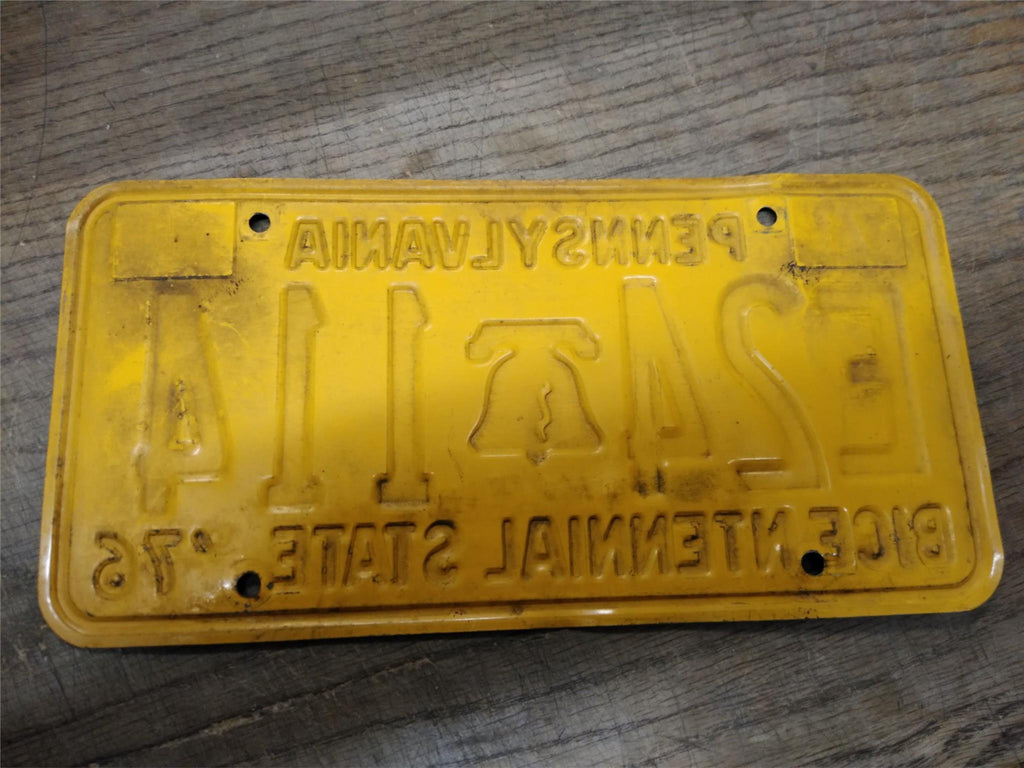 PENNSYLVANIA
E24 114
BICENTENNIAL STATE '76